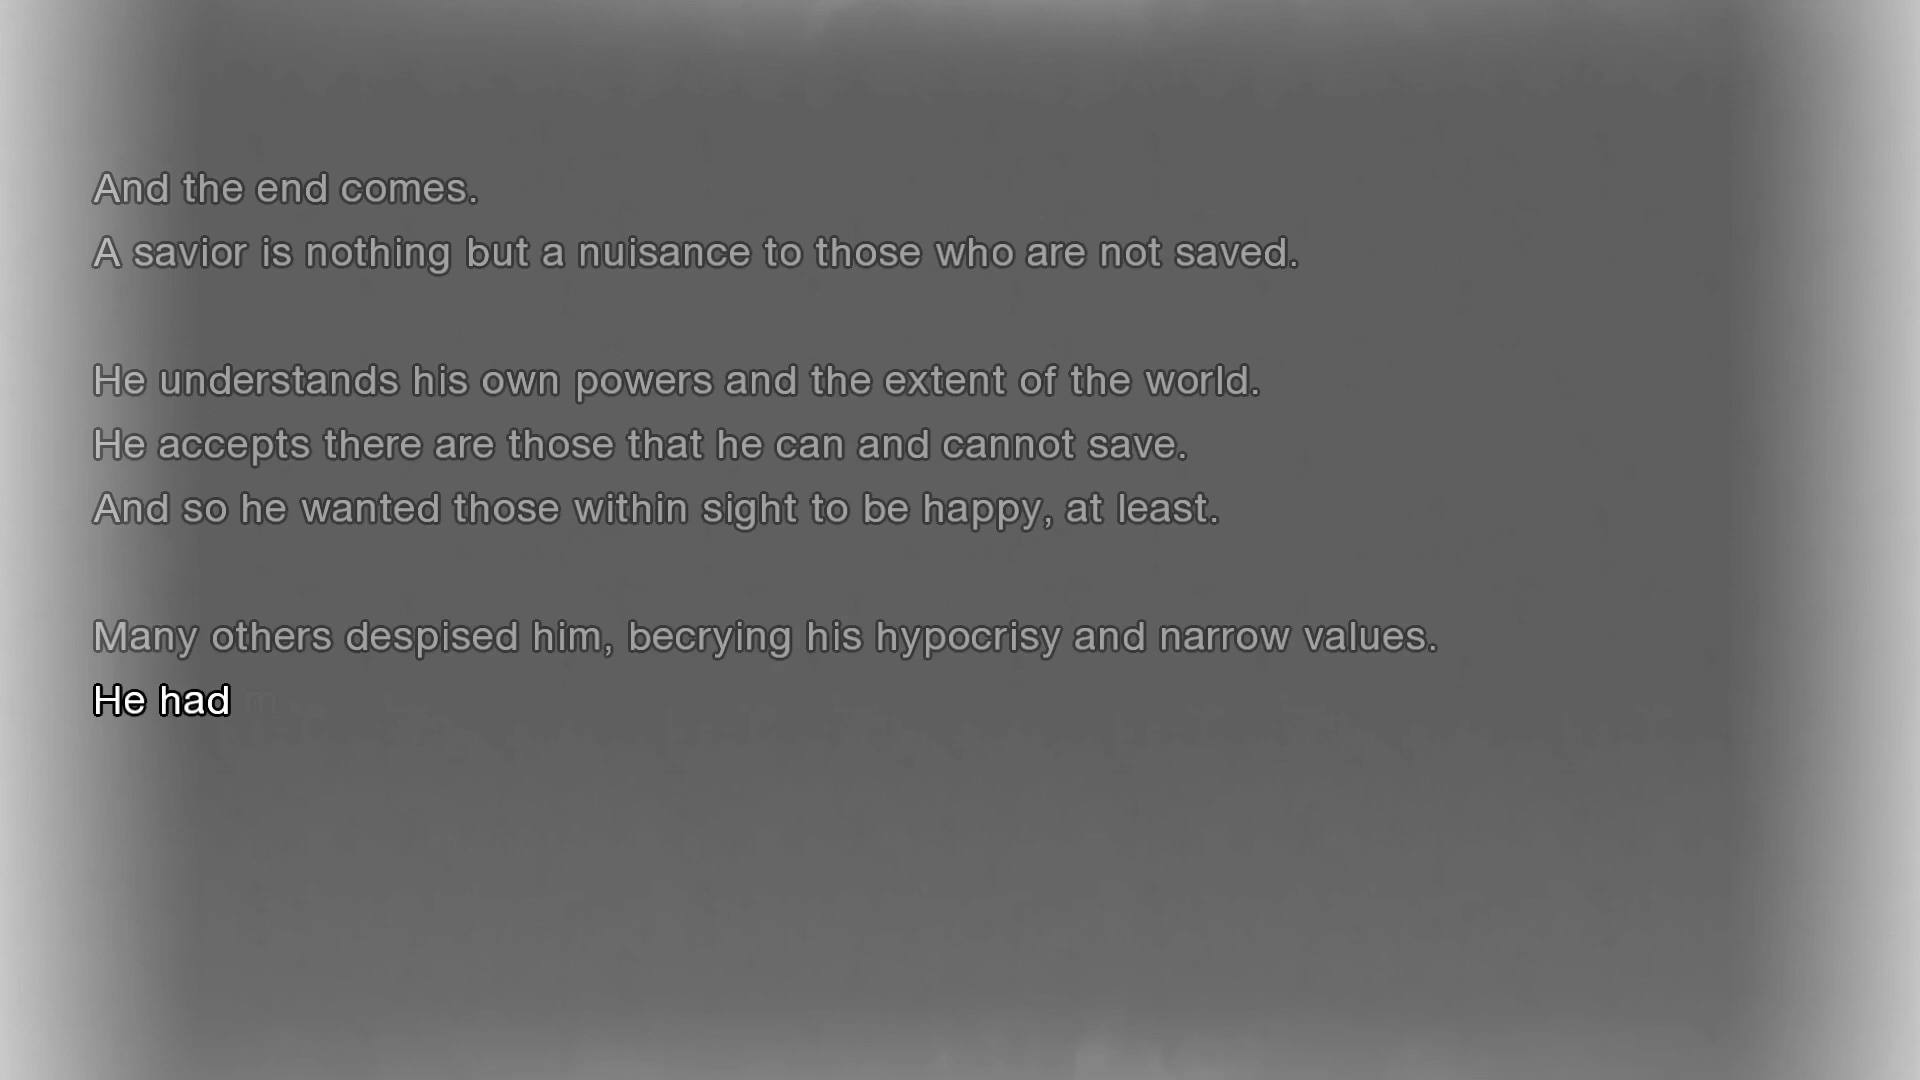 And the end comes.
A savior is nothing but a nuisance to those who are not saved.
He understands his own powers and the extent of the world.
He accepts there are those that he can and cannot save.
And so he wanted those within sight to be happy, at least.
Many others despised him, becrying his hypocrisy and narrow values.
He had